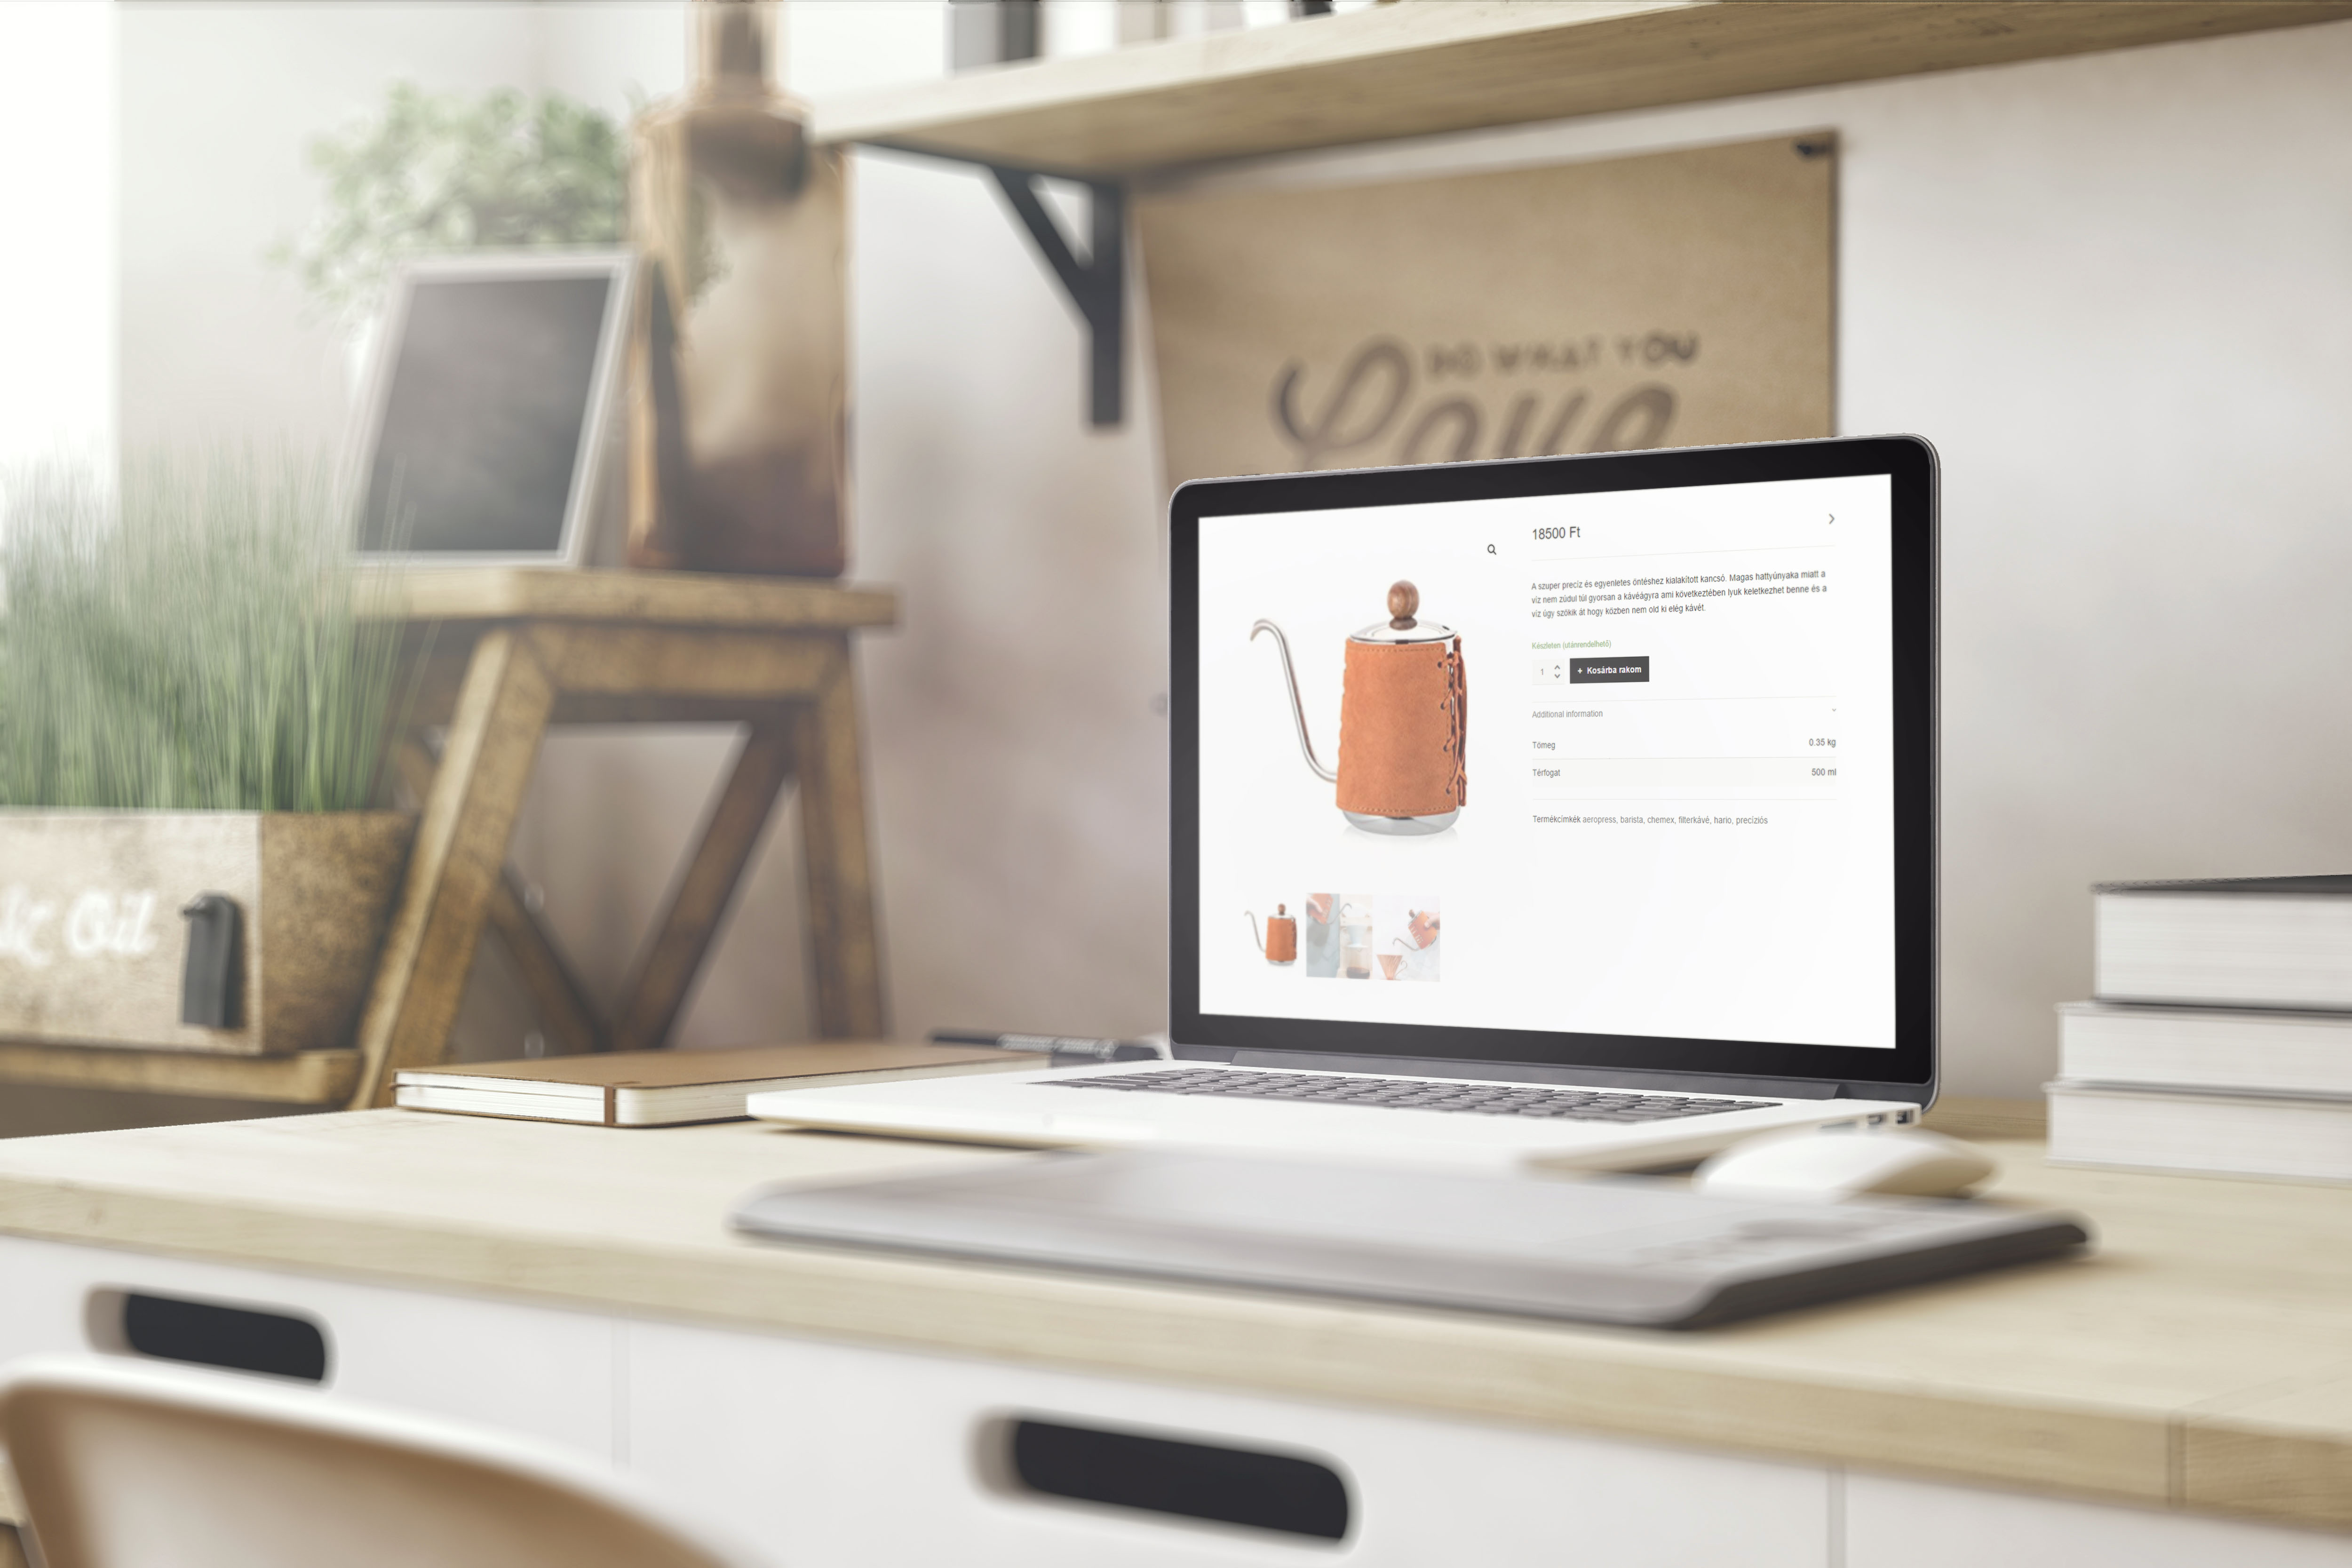 DO WHAT YOU
Love
18500 Ft
A szuper precíz és egyenletes öntéshez kialakított kancsó. Magas hattyúnyaka miatt a
víz nem zúdul túl gyorsan a kávéágyra ami következtében lyuk keletkezhet benne és a
víz úgy szökik át hogy közben nem old ki elég kávét.
Készleten (utánrendelhető)
1
+ Kosárba rakom
Additional information
Tömeg 0.35 kg
Térfogat 500 ml
Termékcímkék aeropress, barista, chemex, filterkávé, hario, precíziós
Oil